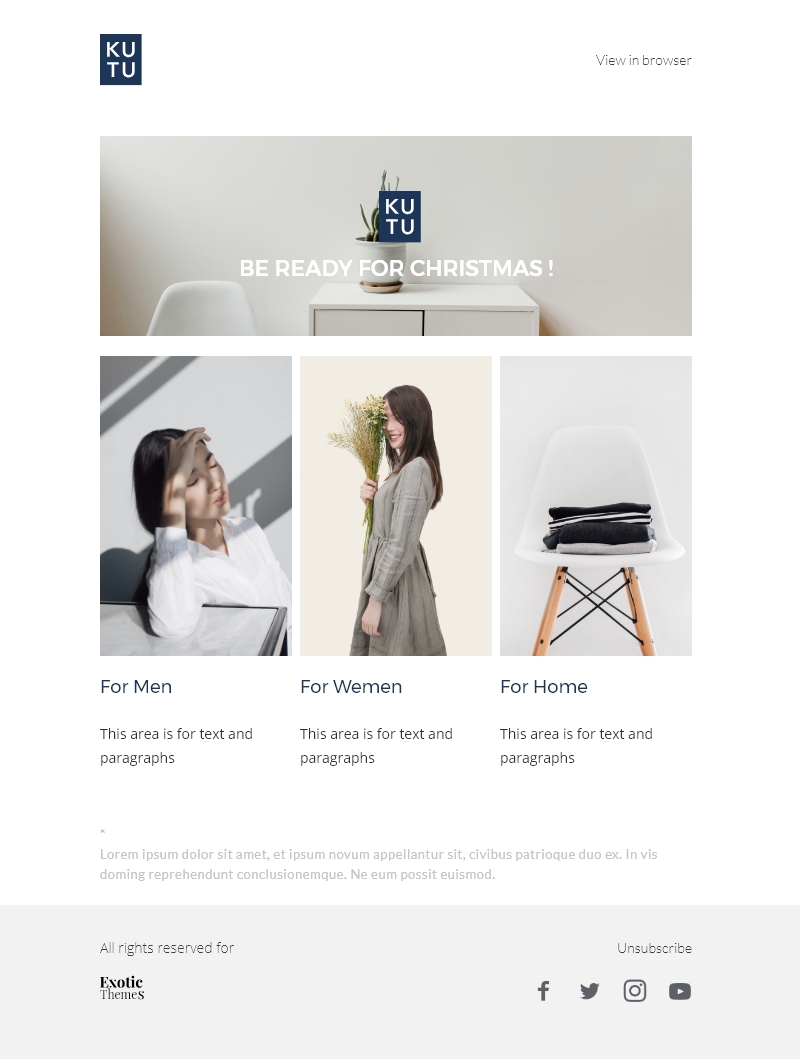 KU
TU
View in browser
KU
TU
BE READY FOR CHRISTMAS !
For Men
For Wemen
For Home
This area is for text and
paragraphs
This area is for text and
paragraphs
This area is for text and
paragraphs
*
Lorem ipsum dolor sit amet, et ipsum novum appellantur sit, civibus patrioque duo ex. In vis
doming reprehendunt conclusionemque. Ne eum possit euismod.
All rights reserved for
Unsubscribe
Exotic
Themes